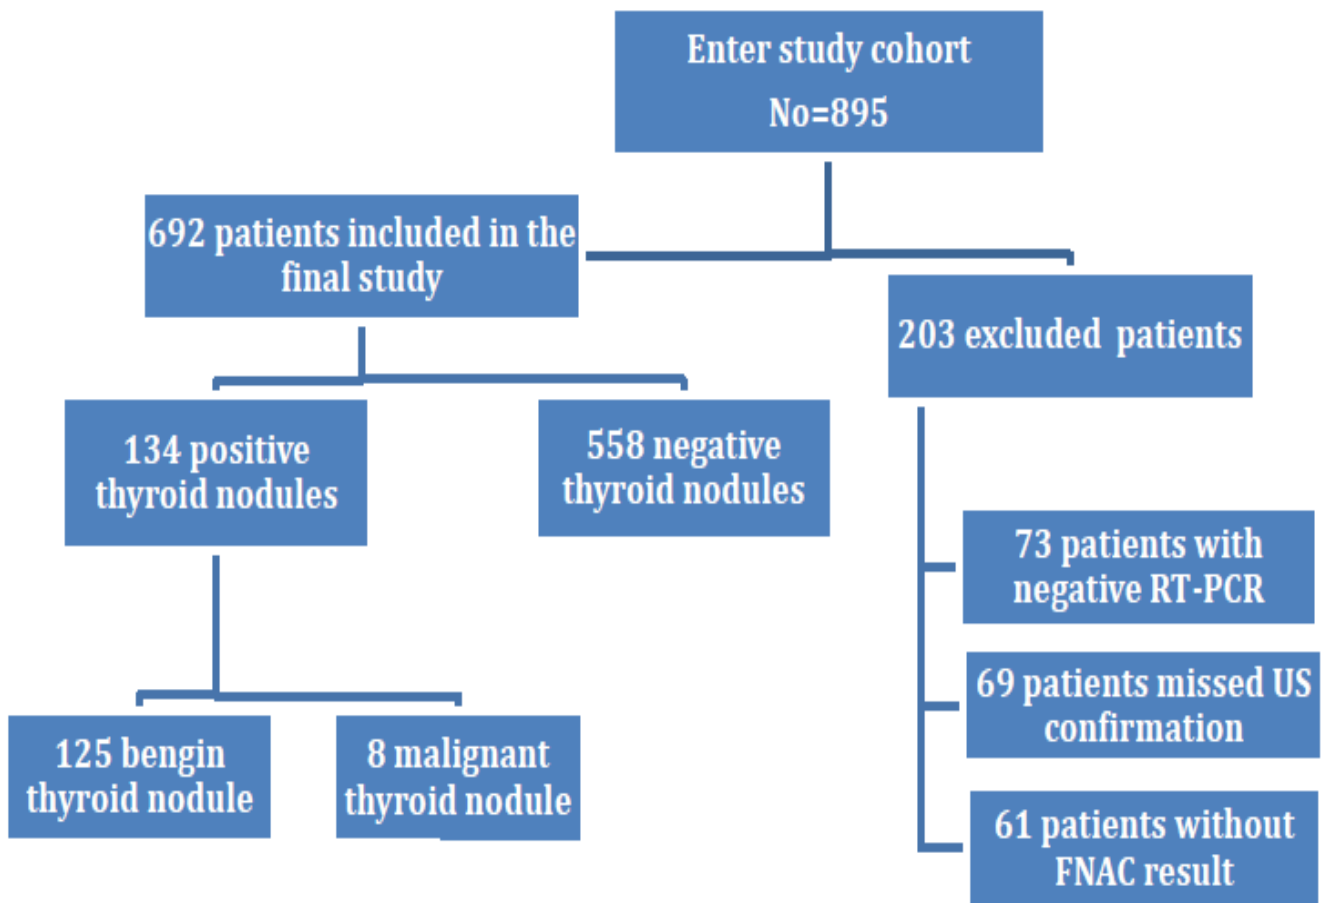 Enter study cohort
No=895
692 patients included in the
final study
203 excluded patients
134 positive
thyroid nodules
558 negative
thyroid nodules
73 patients with
negative RT-PCR
69 patients missed US
confirmation
125 bengin
thyroid nodule
8 malignant
thyroid nodule
61 patients without
FNAC result